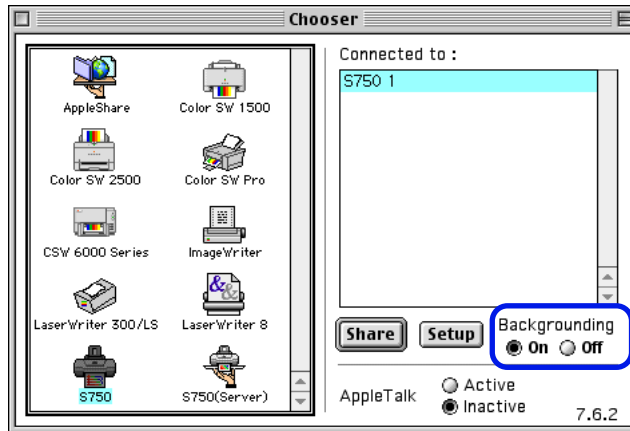 Chooser
AppleShare
Color SW 1500
Color SW 2500
Color SW Pro
CSW 6000 Series
ImageWriter
LaserWriter 300/LS
LaserWriter 8
S750
S750(Server)
Connected to :
S750 1
Share
Setup
Backgrounding
On Off
AppleTalk
Active
Inactive
7.6.2